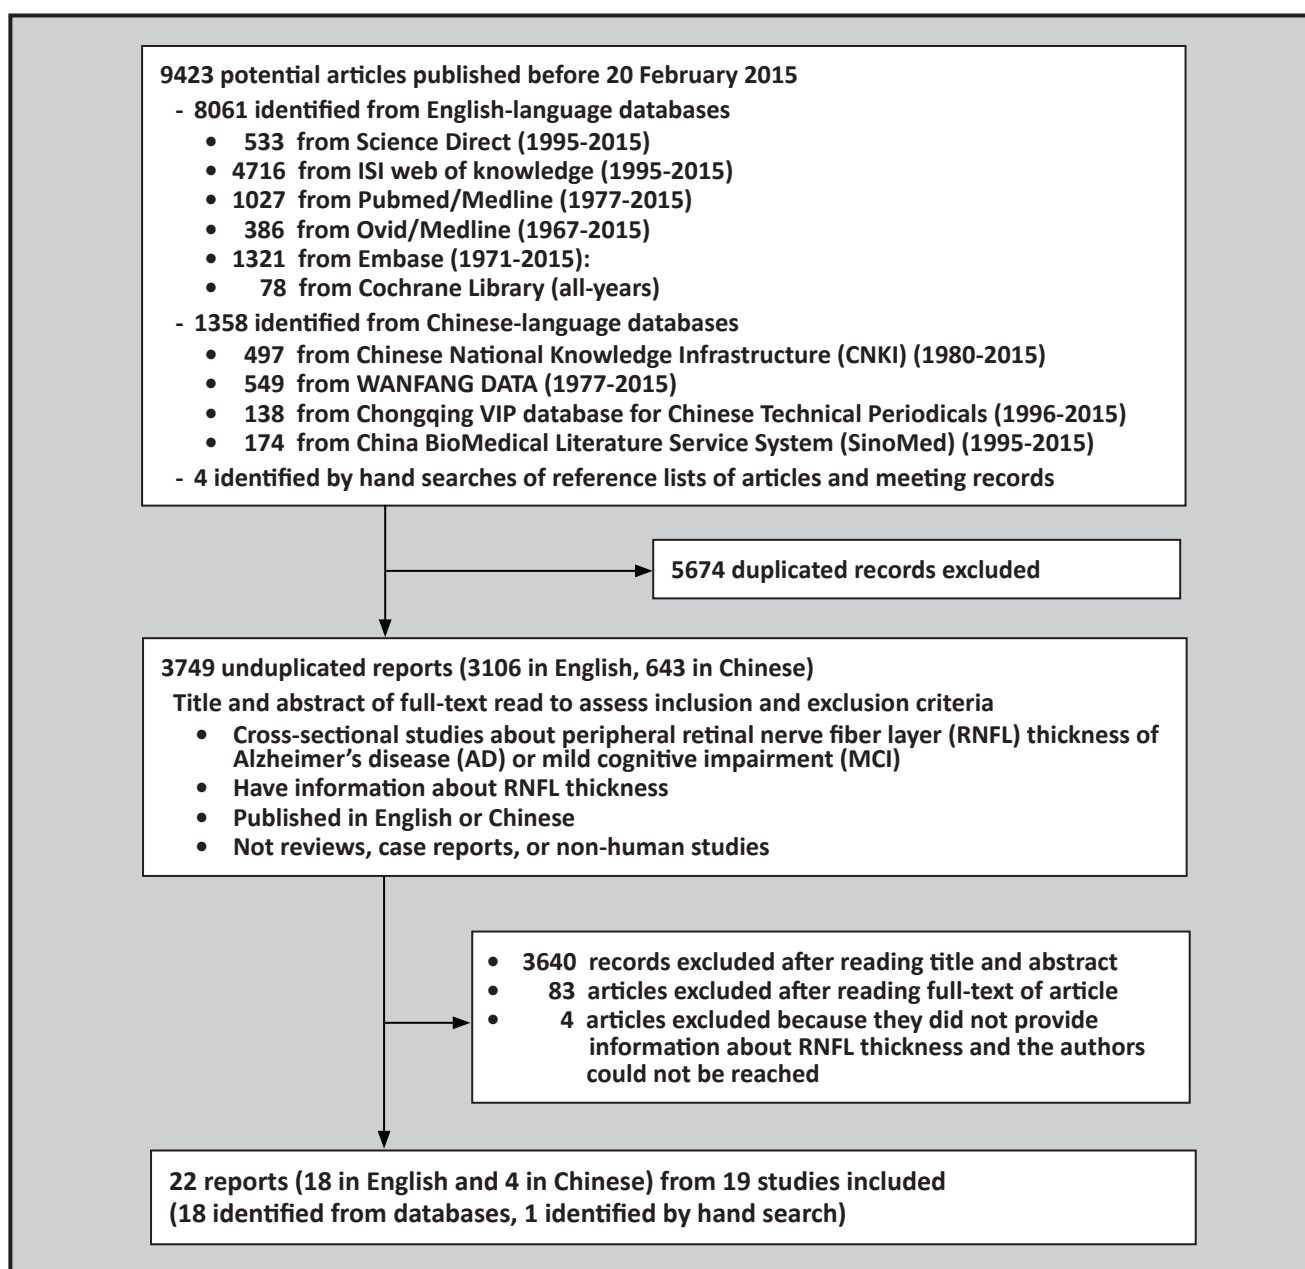 9423 potential articles published before 20 February 2015
- 8061 identified from English-language databases
• 533 from Science Direct (1995-2015)
• 4716 from ISI web of knowledge (1995-2015)
• 1027 from Pubmed/Medline (1977-2015)
• 386 from Ovid/Medline (1967-2015)
• 1321 from Embase (1971-2015):
• 78 from Cochrane Library (all-years)
- 1358 identified from Chinese-language databases
• 497 from Chinese National Knowledge Infrastructure (CNKI) (1980-2015)
• 549 from WANFANG DATA (1977-2015)
• 138 from Chongqing VIP database for Chinese Technical Periodicals (1996-2015)
• 174 from China BioMedical Literature Service System (SinoMed) (1995-2015)
- 4 identified by hand searches of reference lists of articles and meeting records
5674 duplicated records excluded
3749 unduplicated reports (3106 in English, 643 in Chinese)
Title and abstract of full-text read to assess inclusion and exclusion criteria
• Cross-sectional studies about peripheral retinal nerve fiber layer (RNFL) thickness of
Alzheimer's disease (AD) or mild cognitive impairment (MCI)
• Have information about RNFL thickness
• Published in English or Chinese
• Not reviews, case reports, or non-human studies
• 3640 records excluded after reading title and abstract
• 83 articles excluded after reading full-text of article
• 4 articles excluded because they did not provide
information about RNFL thickness and the authors
could not be reached
22 reports (18 in English and 4 in Chinese) from 19 studies included
(18 identified from databases, 1 identified by hand search)